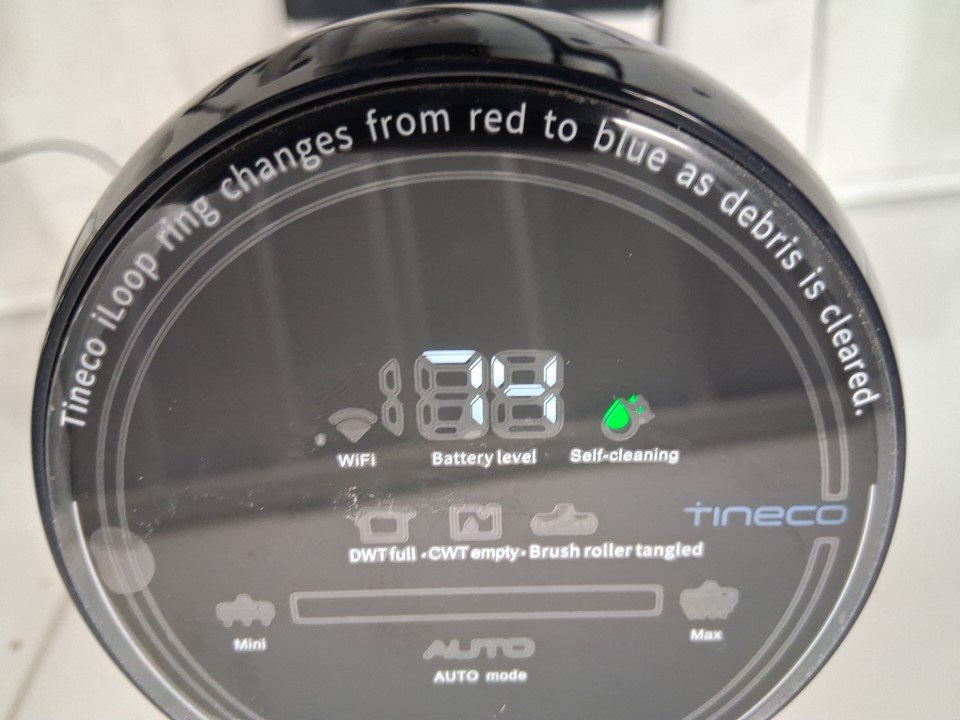 Tineco iLoop ring changes from red to blue as debris is cleared.
74
WiFi Battery level Self-cleaning
Tineco
DWT full · CWT empty · Brush roller tangled
Mini Max
AUTO
AUTO mode